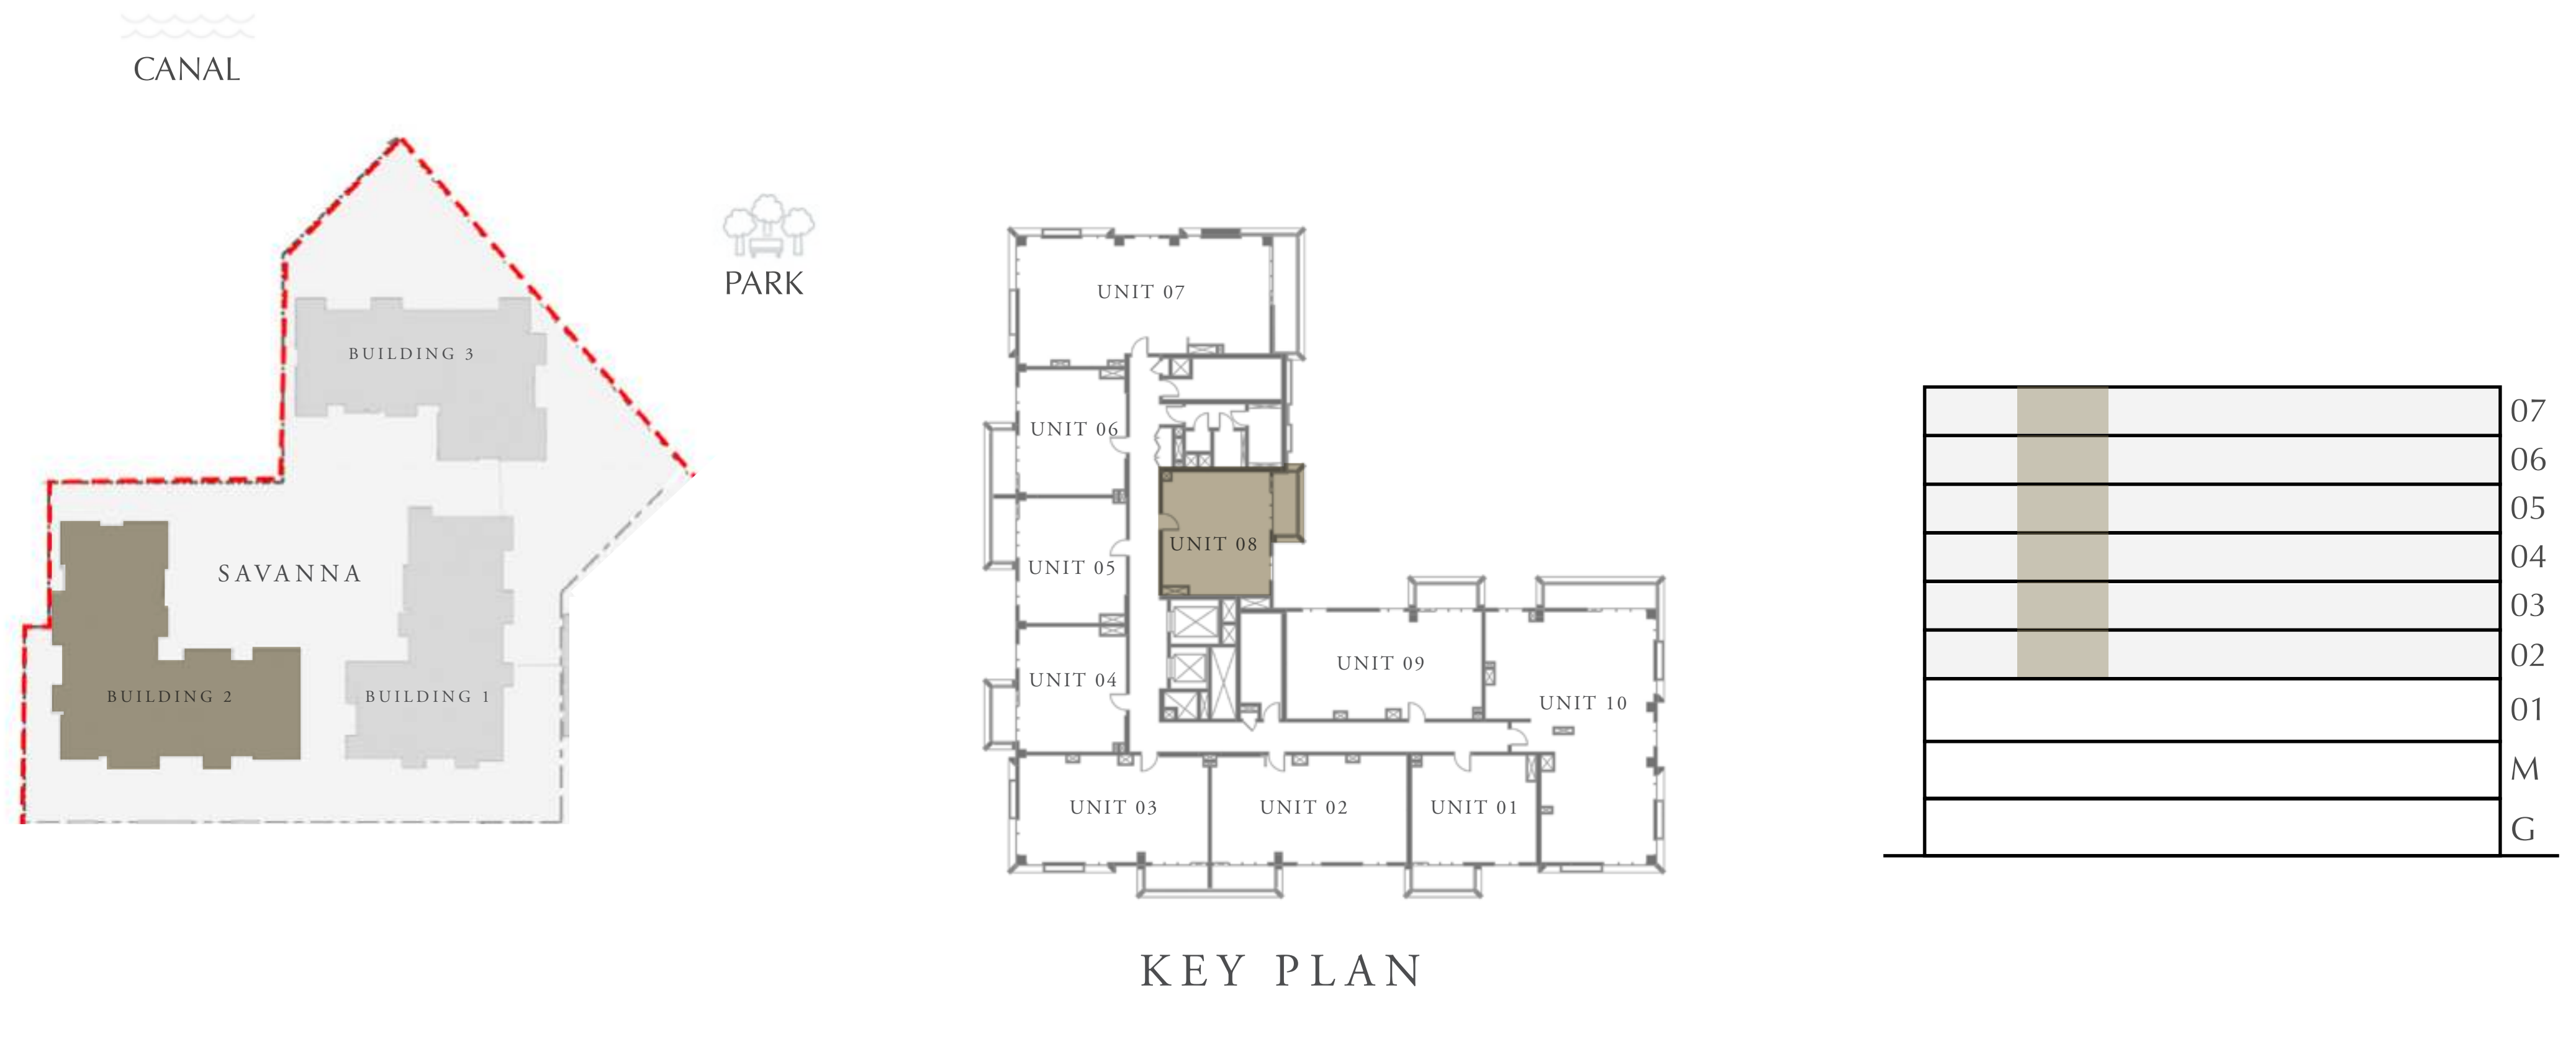 CANAL
PARK
BUILDING 3
SAVANNA
BUILDING 2
BUILDING 1
UNIT 07
UNIT 06
UNIT 08
UNIT 05
UNIT 04
UNIT 09
UNIT 10
UNIT 03
UNIT 02
UNIT 01
KEY PLAN
07
06
05
04
03
02
01
M
G